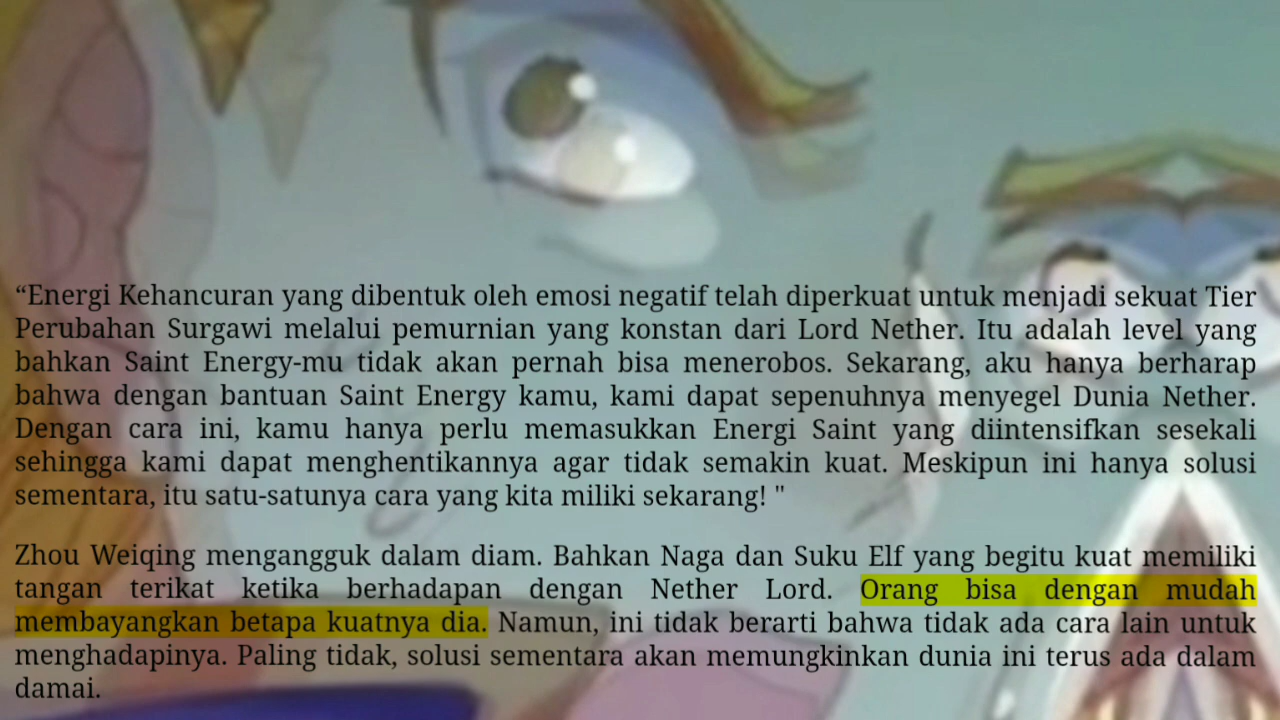 “Energi Kehancuran yang dibentuk oleh emosi negatif telah diperkuat untuk menjadi sekuat Tier
Perubahan Surgawi melalui pemurnian yang konstan dari Lord Nether. Itu adalah level yang
bahkan Saint Energy-mu tidak akan pernah bisa menerobos. Sekarang, aku hanya berharap
bahwa dengan bantuan Saint Energy kamu, kami dapat sepenuhnya menyegel Dunia Nether.
Dengan cara ini, kamu hanya perlu memasukkan Energi Saint yang diintensifkan sesekali
sehingga kami dapat menghentikannya agar tidak semakin kuat. Meskipun ini hanya solusi
sementara, itu satu-satunya cara yang kita miliki sekarang! "
Zhou Weiqing mengangguk dalam diam. Bahkan Naga dan Suku Elf yang begitu kuat memiliki
tangan terikat ketika berhadapan dengan Nether Lord. Orang bisa dengan mudah
membayangkan betapa kuatnya dia. Namun, ini tidak berarti bahwa tidak ada cara lain untuk
menghadapinya. Paling tidak, solusi sementara akan memungkinkan dunia ini terus ada dalam
damai.